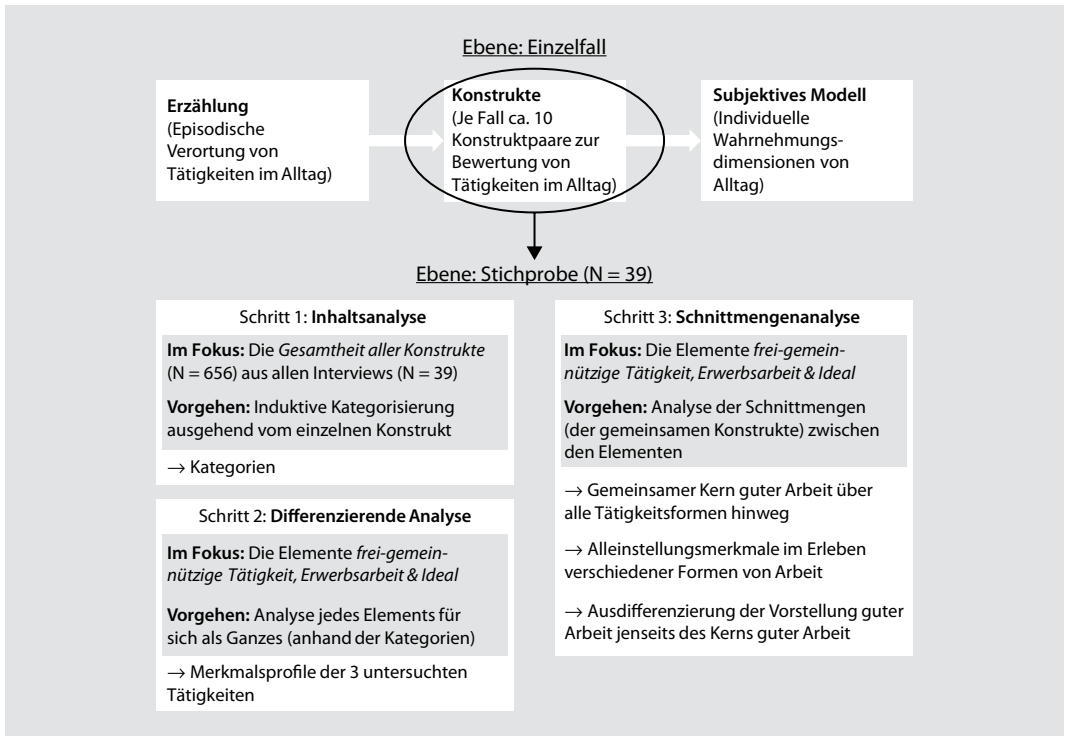 Ebene: Einzelfall
Erzählung
(Episodische
Verortung von
Tätigkeiten im Alltag)
Konstrukte
(Je Fall ca. 10
Konstruktpaare zur
Bewertung von
Tätigkeiten im Alltag)
Subjektives Modell
(Individuelle
Wahrnehmungs-
dimensionen von
Alltag)
Ebene: Stichprobe (N = 39)
Schritt 1: Inhaltsanalyse
Im Fokus: Die Gesamtheit aller Konstrukte
(N = 656) aus allen Interviews (N = 39)
Vorgehen: Induktive Kategorisierung
ausgehend vom einzelnen Konstrukt
→ Kategorien
Schritt 2: Differenzierende Analyse
Im Fokus: Die Elemente frei-gemein-
nützige Tätigkeit, Erwerbsarbeit & Ideal
Vorgehen: Analyse jedes Elements für
sich als Ganzes (anhand der Kategorien)
→ Merkmalsprofile der 3 untersuchten
Tätigkeiten
Schritt 3: Schnittmengenanalyse
Im Fokus: Die Elemente frei-gemein-
nützige Tätigkeit, Erwerbsarbeit & Ideal
Vorgehen: Analyse der Schnittmengen
(der gemeinsamen Konstrukte) zwischen
den Elementen
→ Gemeinsamer Kern guter Arbeit über
alle Tätigkeitsformen hinweg
→ Alleinstellungsmerkmale im Erleben
verschiedener Formen von Arbeit
→ Ausdifferenzierung der Vorstellung guter
Arbeit jenseits des Kerns guter Arbeit